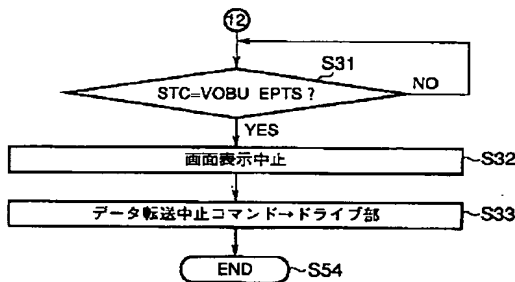 f2
S31
STC=VOBU EPTS ?
NO
YES
画面表示中止
S32
データ転送中止コマンド→ドライブ部
S33
END
S54